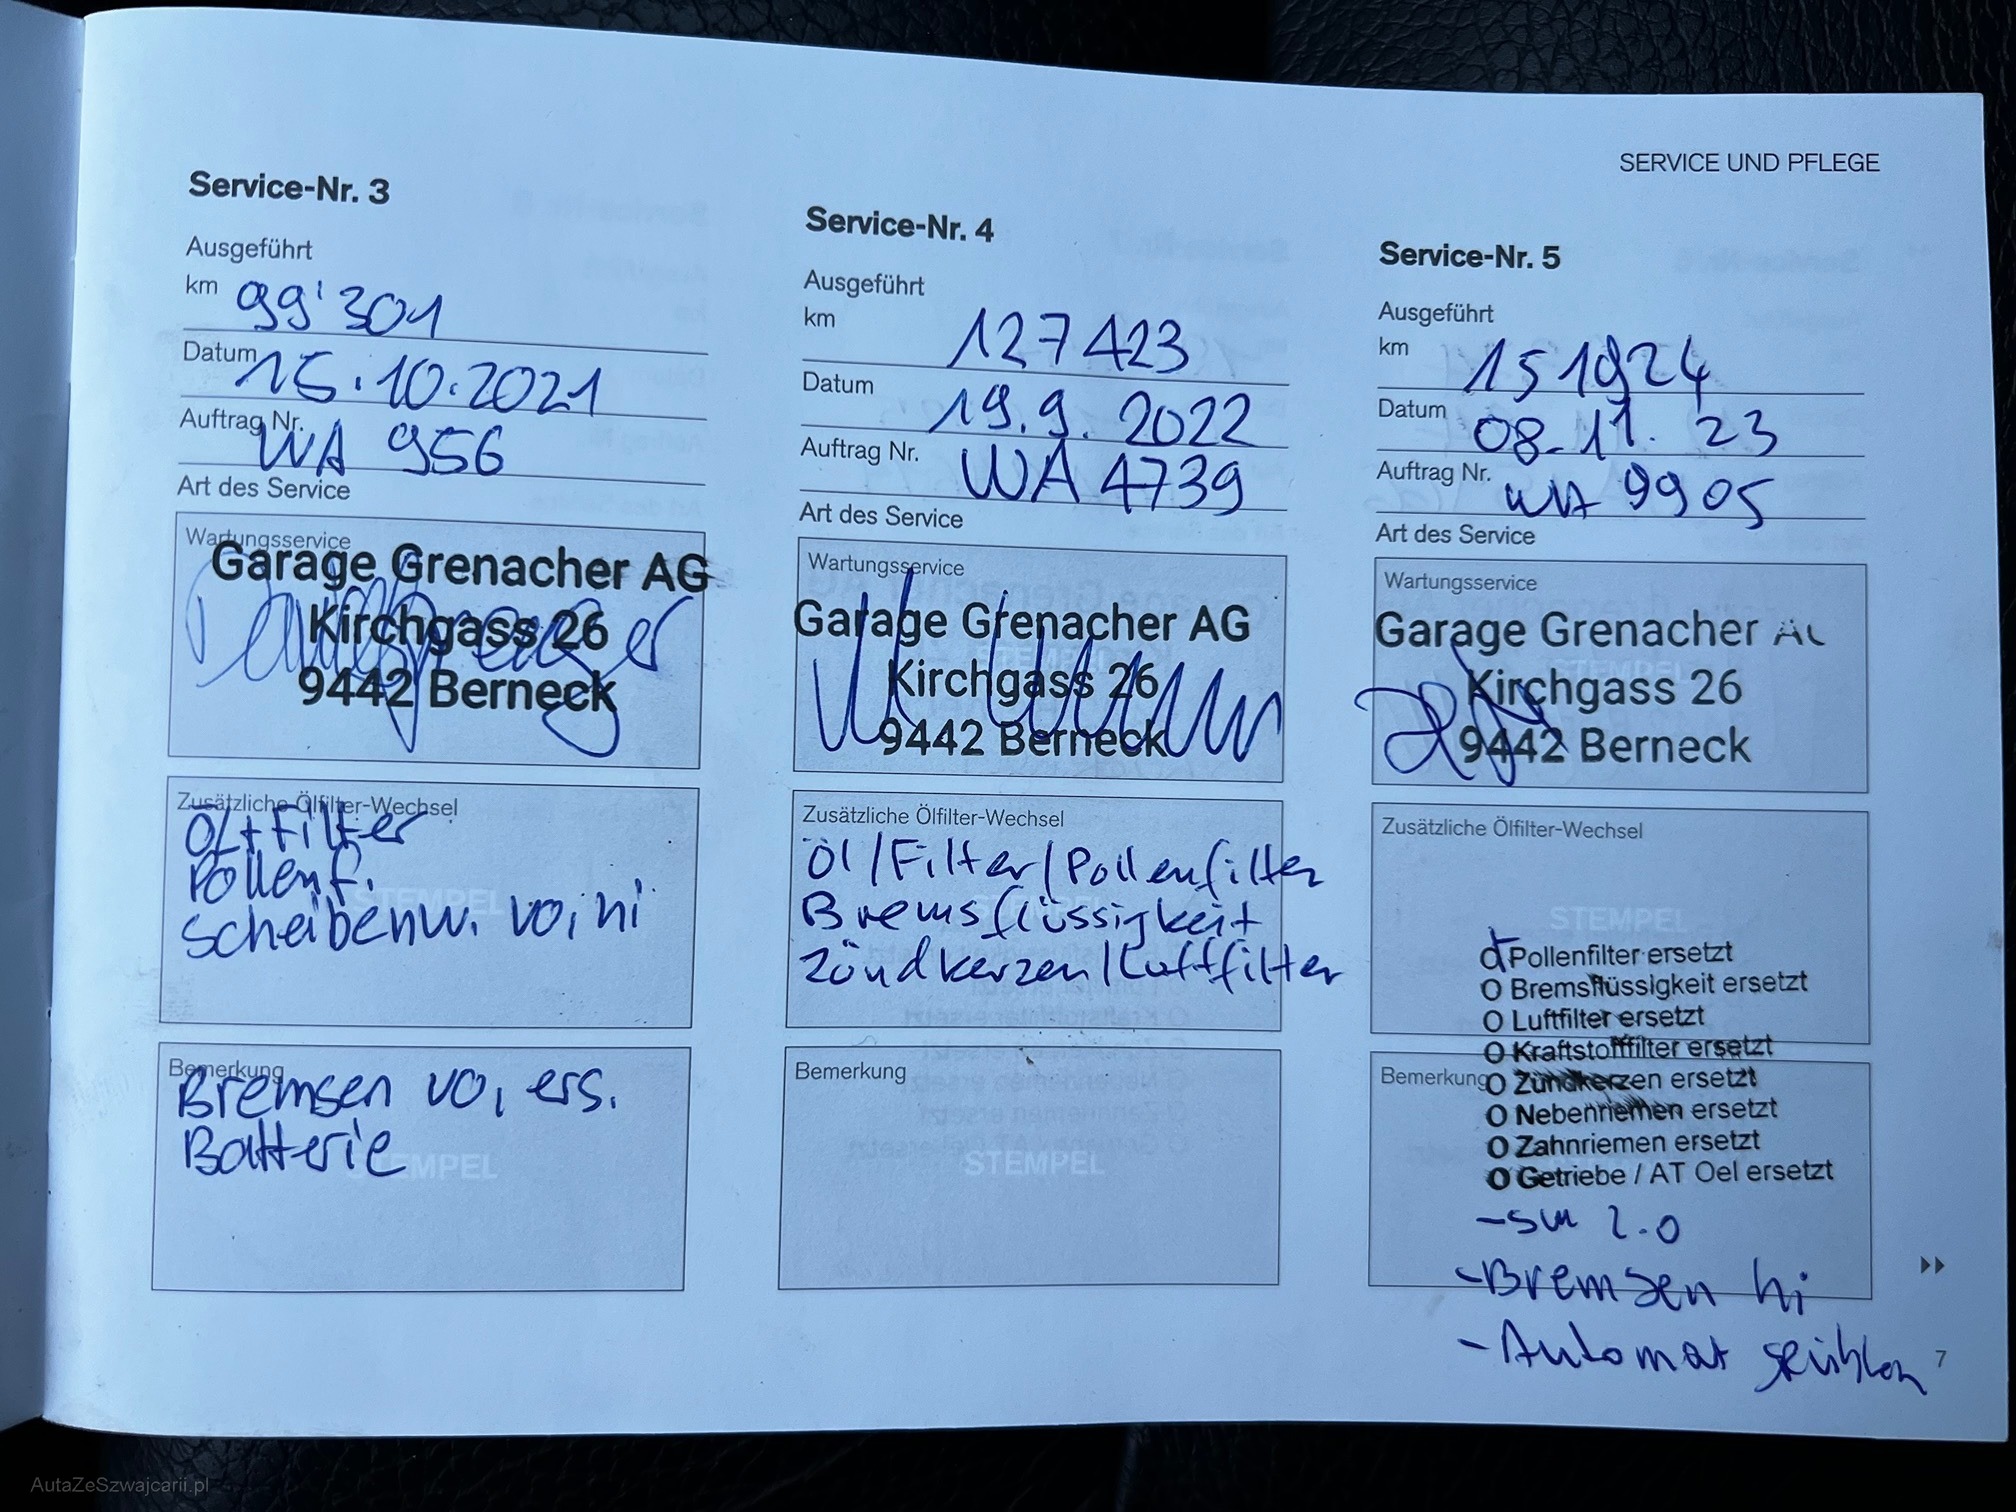 SERVICE UND PFLEGE
Service-Nr. 3
Ausgeführt
km 99'301
Datum 15.10.2021
Auftrag Nr. WA 956
Art des Service
Wartungsservice
Garage Grenacher AG
Kirchgass 26
9442 Berneck
Zusätzliche Ölfilter-Wechsel
Öl+Filter
Pollenf.
Scheibenw. vo, hi
STEMPEL
Bemerkung
Bremsen vo, ers.
Batterie
STEMPEL
Service-Nr. 4
Ausgeführt
km 127423
Datum 19.9.2022
Auftrag Nr. WA 4739
Art des Service
Wartungsservice
Garage Grenacher AG
Kirchgass 26
9442 Berneck
Zusätzliche Ölfilter-Wechsel
Öl/Filter/Pollenfilter
Bremsflüssigkeit
Zündkerzen/Luftfilter
Bemerkung
STEMPEL
Service-Nr. 5
Ausgeführt
km 151924
Datum 08-11.23
Auftrag Nr. WA 9905
Art des Service
Wartungsservice
Garage Grenacher AG
Kirchgass 26
9442 Berneck
Zusätzliche Ölfilter-Wechsel
STEMPEL
Pollenfilter ersetzt
O Bremsflüssigkeit ersetzt
O Luftfilter ersetzt
O Kraftstofffilter ersetzt
Bemerkung
O Zündkerzen ersetzt
O Nebenriemen ersetzt
O Zahnriemen ersetzt
O Getriebe / AT Oel ersetzt
- 2.0
- Bremsen hi
- Automat
7
AutaZeSzwajcarii.pl